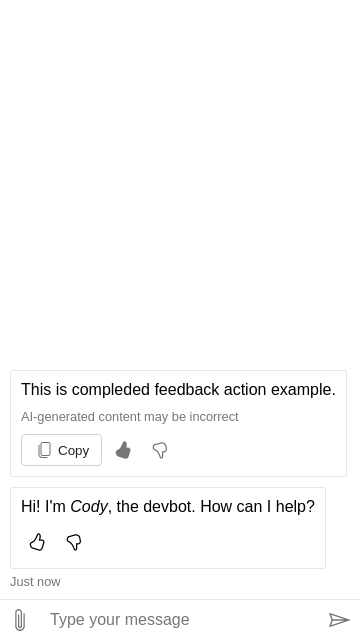 This is compleded feedback action example.
AI-generated content may be incorrect
Copy
Hi! I'm Cody, the devbot. How can I help?
Just now
Type your message